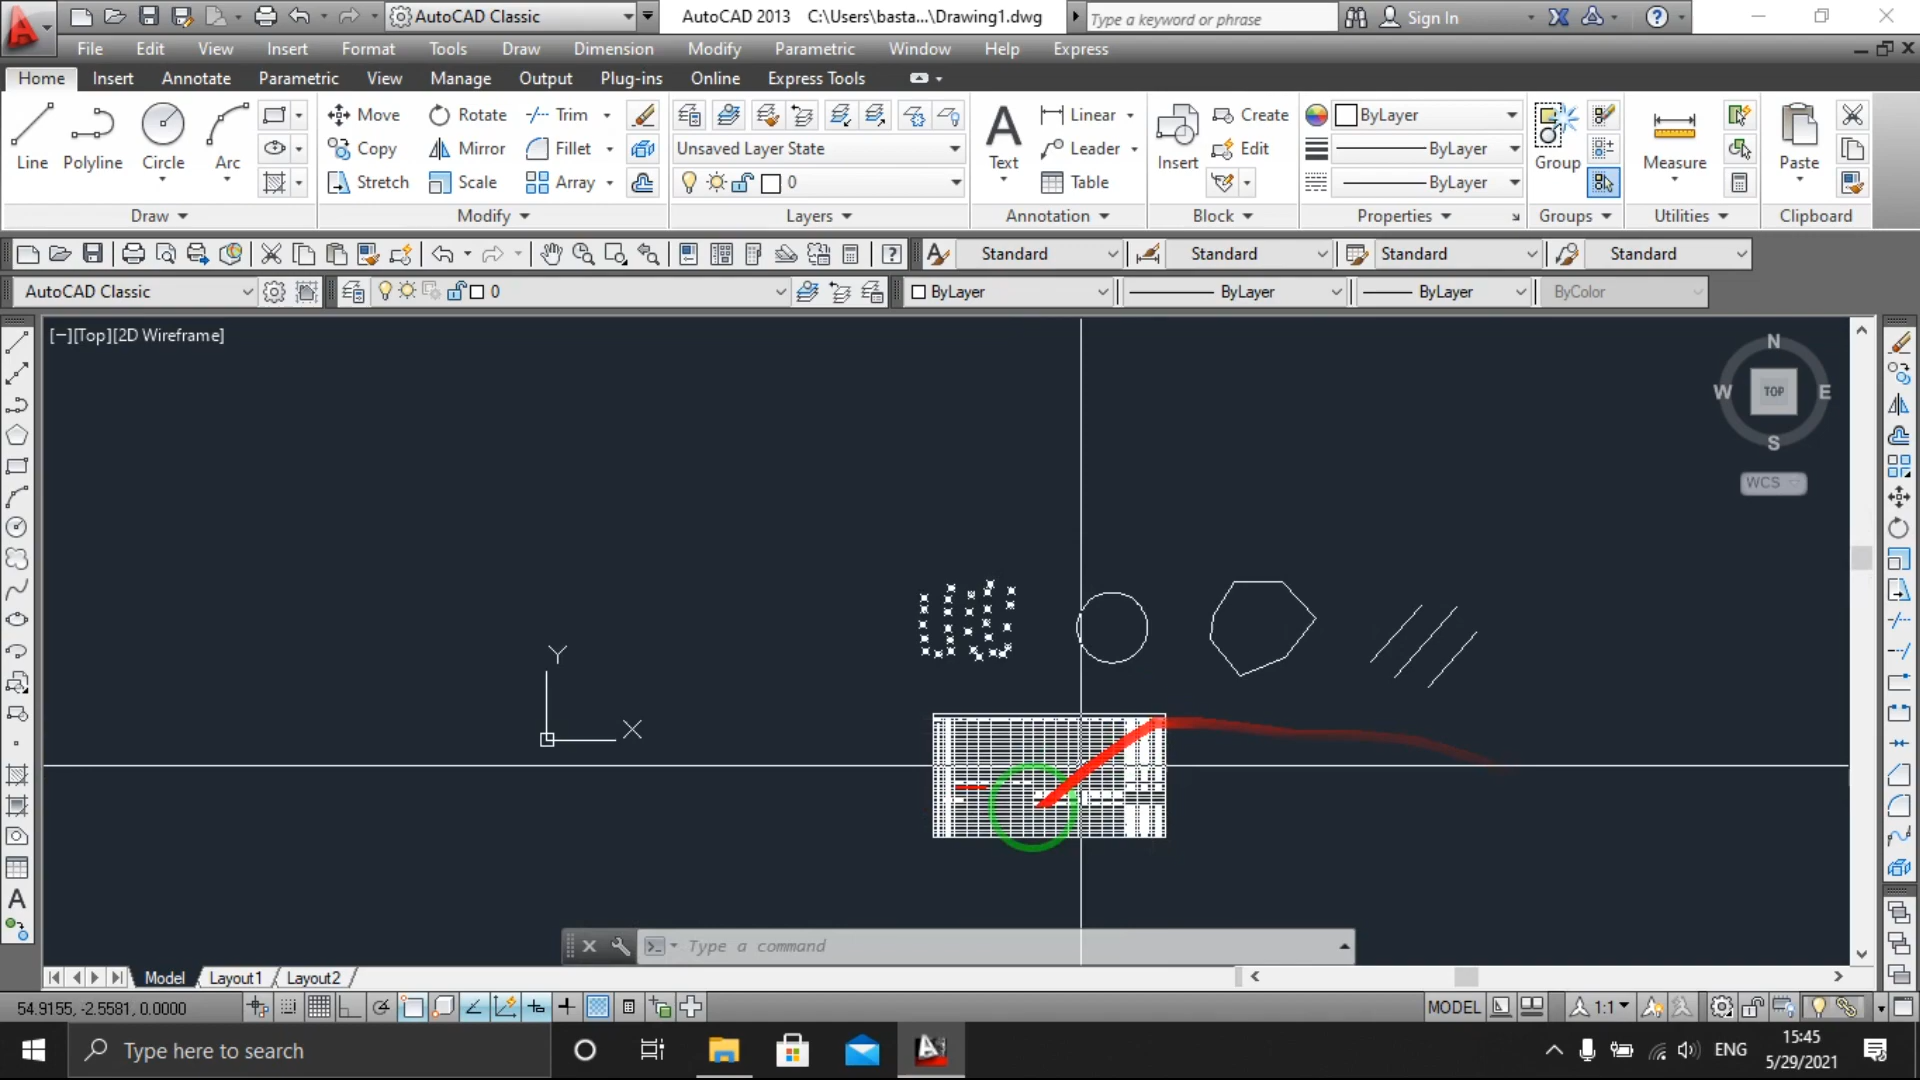 AutoCAD Classic
AutoCAD 2013 C:\Users\basta...\Drawing1.dwg
Type a keyword or phrase
Sign In
File Edit View Insert Format Tools Draw Dimension Modify Parametric Window Help Express
Home Insert Annotate Parametric View Manage Output Plug-ins Online Express Tools
Line Polyline Circle Arc
Move Rotate Trim
Copy Mirror Fillet
Stretch Scale Array
Unsaved Layer State
0
Text
Linear
Leader
Table
Insert
Create
Edit
ByLayer
ByLayer
ByLayer
Group
Measure
Paste
Draw Modify Layers Annotation Block Properties Groups Utilities Clipboard
Standard Standard Standard Standard
AutoCAD Classic 0 ByLayer ByLayer ByLayer ByColor
[−][Top][2D Wireframe]
N
W TOP E
S
WCS
Y
X
Type a command
Model Layout1 Layout2
54.9155, -2.5581, 0.0000
MODEL 1:1
Type here to search
ENG
15:45
5/29/2021